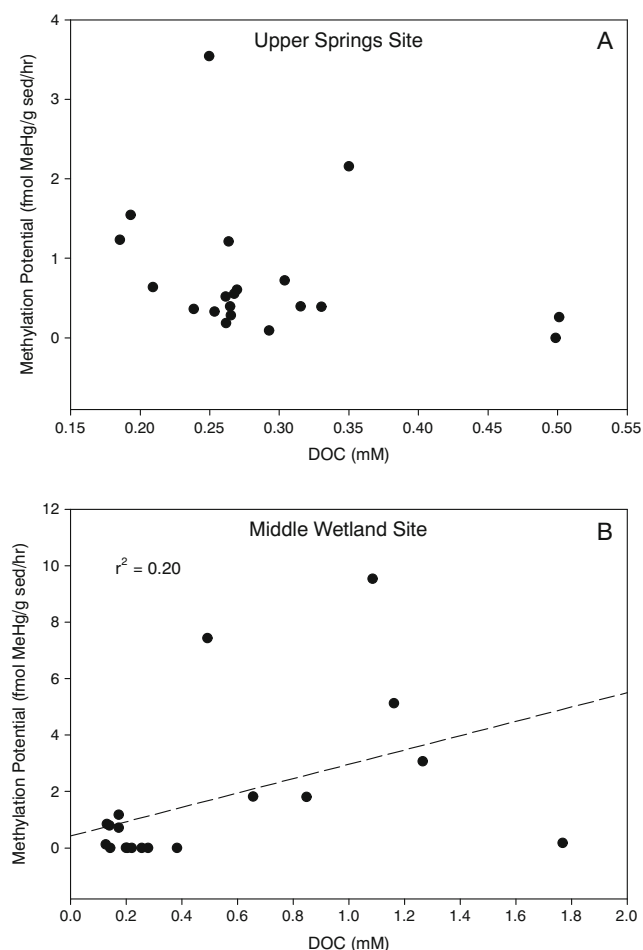 Upper Springs Site
A
Methylation Potential (fmol MeHg/g sed/hr)
4
3
2
1
0
0.15 0.20 0.25 0.30 0.35 0.40 0.45 0.50 0.55
DOC (mM)
Middle Wetland Site
B
r² = 0.20
Methylation Potential (fmol MeHg/g sed/hr)
12
10
8
6
4
2
0
0.0 0.2 0.4 0.6 0.8 1.0 1.2 1.4 1.6 1.8 2.0
DOC (mM)